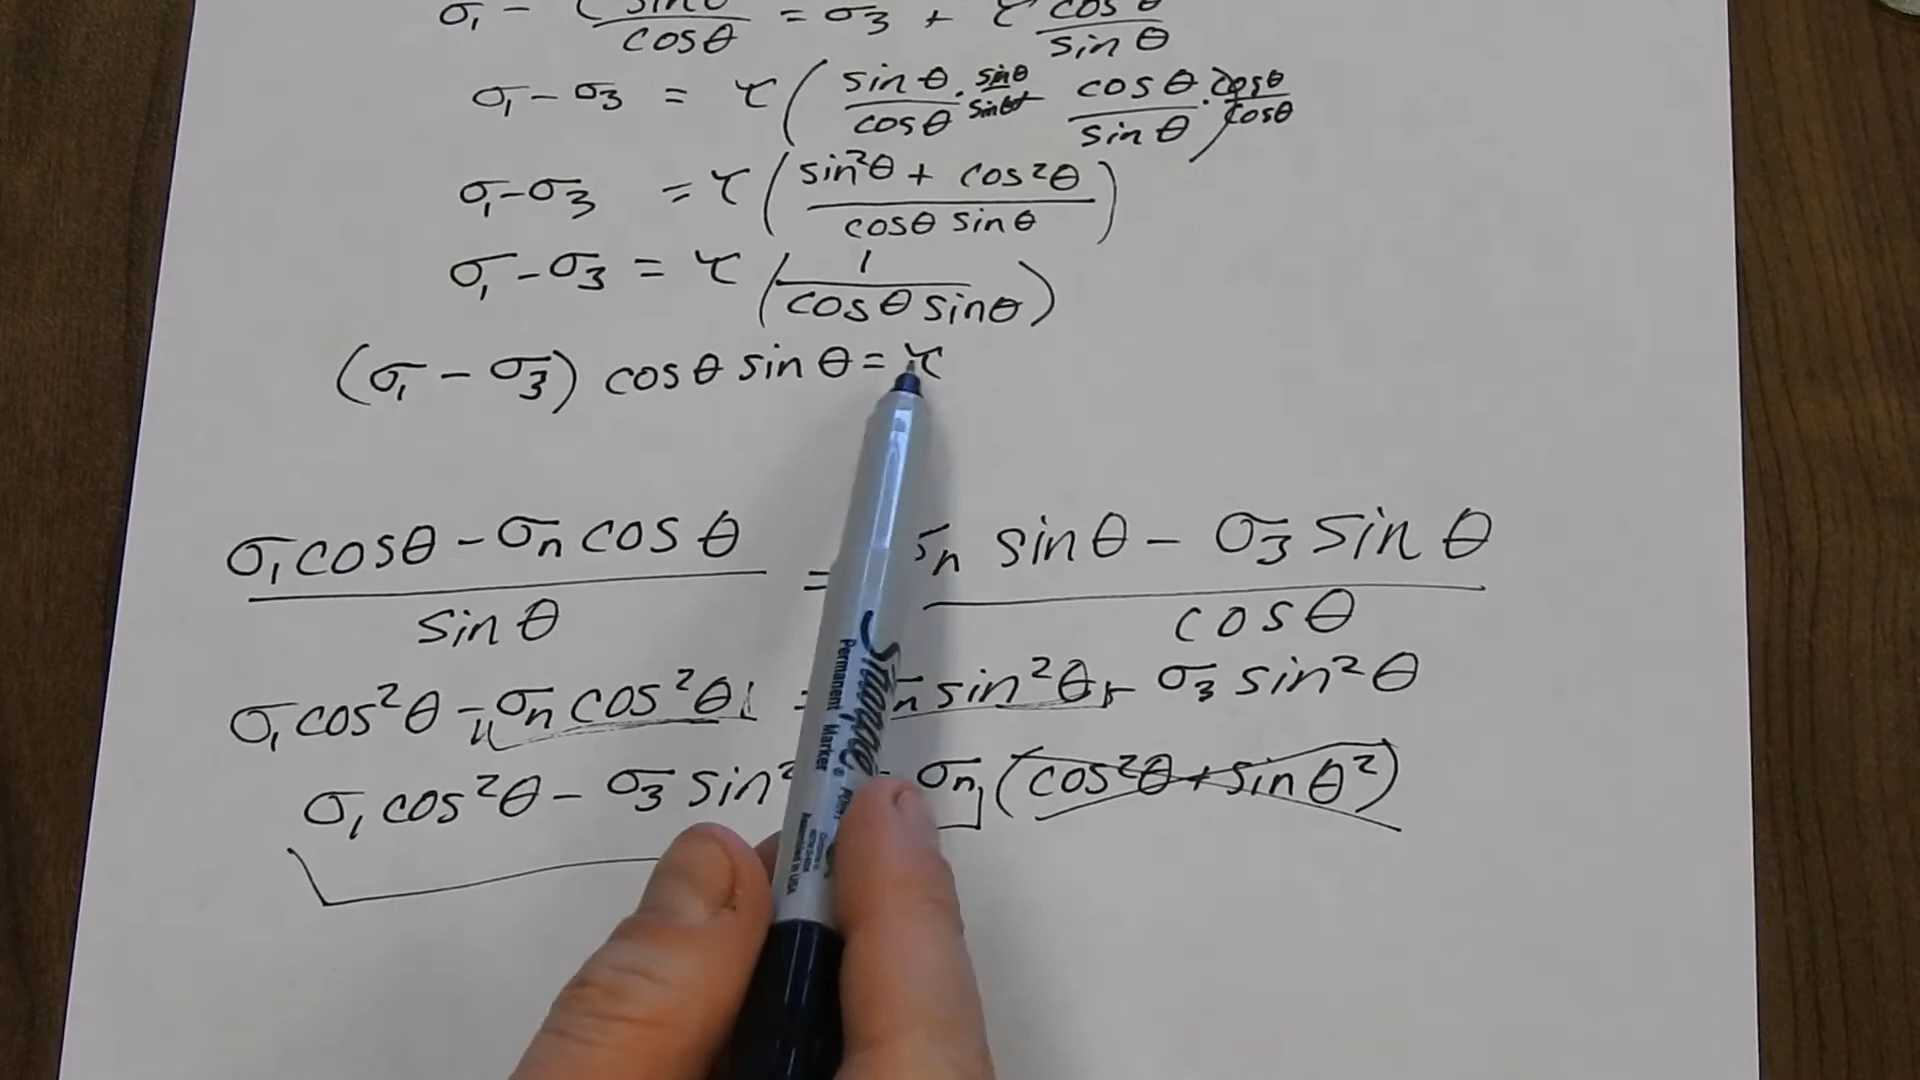 σ₁ - τ sinθ/cosθ = σ₃ + τ cosθ/sinθ
σ₁ - σ₃ = τ ( sinθ/cosθ · sinθ/sinθ + cosθ/sinθ · cosθ/cosθ )
σ₁ - σ₃ = τ ( sin²θ + cos²θ / cosθ sinθ )
σ₁ - σ₃ = τ ( 1 / cosθ sinθ )
(σ₁ - σ₃) cosθ sinθ = τ
σ₁ cosθ - σn cosθ / sinθ = σn sinθ - σ₃ sinθ / cosθ
σ₁ cos²θ - σn cos²θ = n sin²θ - σ₃ sin²θ
σ₁ cos²θ - σ₃ sin² = σn (cos²θ + sinθ²)
Sharpie
Permanent Marker